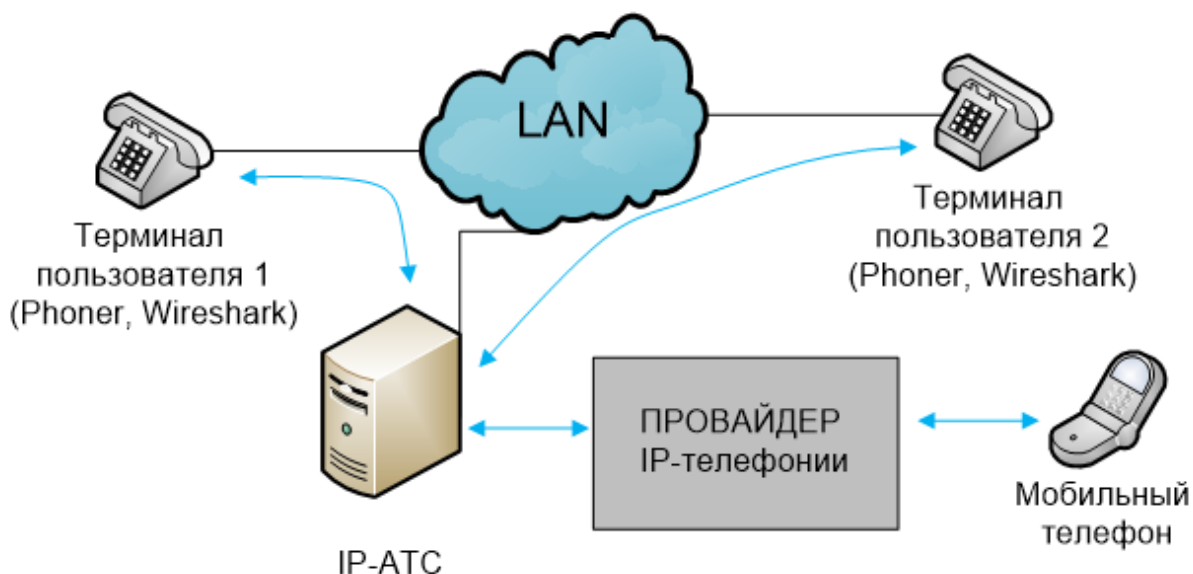 LAN
Терминал
пользователя 1
(Phoner, Wireshark)
Терминал
пользователя 2
(Phoner, Wireshark)
ПРОВАЙДЕР
IP-телефонии
Мобильный
телефон
IP-АТС